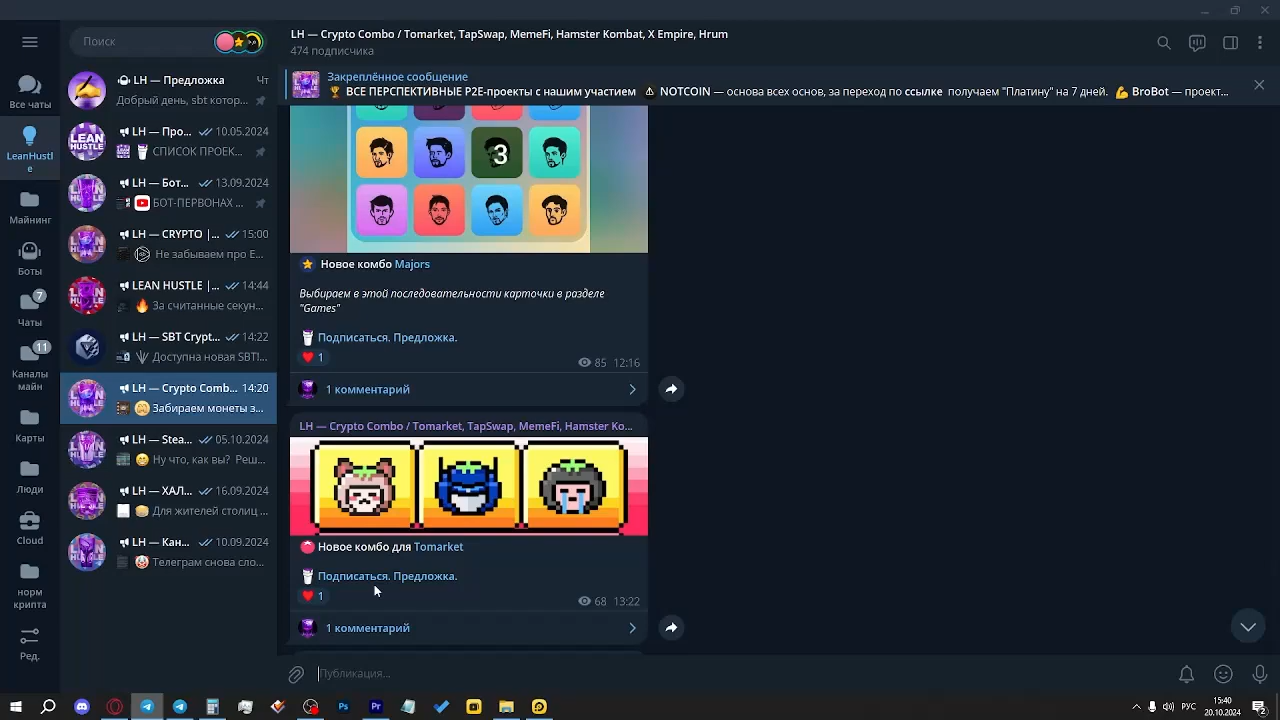 Поиск
LH — Crypto Combo / Tomarket, TapSwap, MemeFi, Hamster Kombat, X Empire, Hrum
474 подписчика
Закреплённое сообщение
ВСЕ ПЕРСПЕКТИВНЫЕ P2E-проекты с нашим участием NOTCOIN — основа всех основ, за переход по ссылке получаем "Платину" на 7 дней. BroBot — проект...
Все чаты
LeanHustl
e
Майнинг
Боты
7
Чаты
11
Каналы
майн
Карты
Люди
Cloud
норм
крипта
Ред.
LH — Предложка Чт
Добрый день, sbt котор...
LH — Про... 10.05.2024
СПИСОК ПРОЕК...
LH — Бот... 13.09.2024
БОТ-ПЕРВОНАХ ...
LH — CRYPTO |... 15:00
Не забываем про E...
LEAN HUSTLE |... 14:44
За считанные секун...
LH — SBT Crypt... 14:22
Доступна новая SBT!...
LH — Crypto Comb... 14:20
Забираем монеты з...
LH — Stea... 05.10.2024
Ну что, как вы? Реш...
LH — ХАЛ... 16.09.2024
Для жителей столиц ...
LH — Кан... 10.09.2024
Телеграм снова сло...
3
Новое комбо Majors
Выбираем в этой последовательности карточки в разделе
"Games"
Подписаться. Предложка.
1
85 12:16
1 комментарий
LH — Crypto Combo / Tomarket, TapSwap, MemeFi, Hamster Ko...
Новое комбо для Tomarket
Подписаться. Предложка.
1
68 13:22
1 комментарий
Публикация...
Ps
Pr
РУС
15:40
20.10.2024